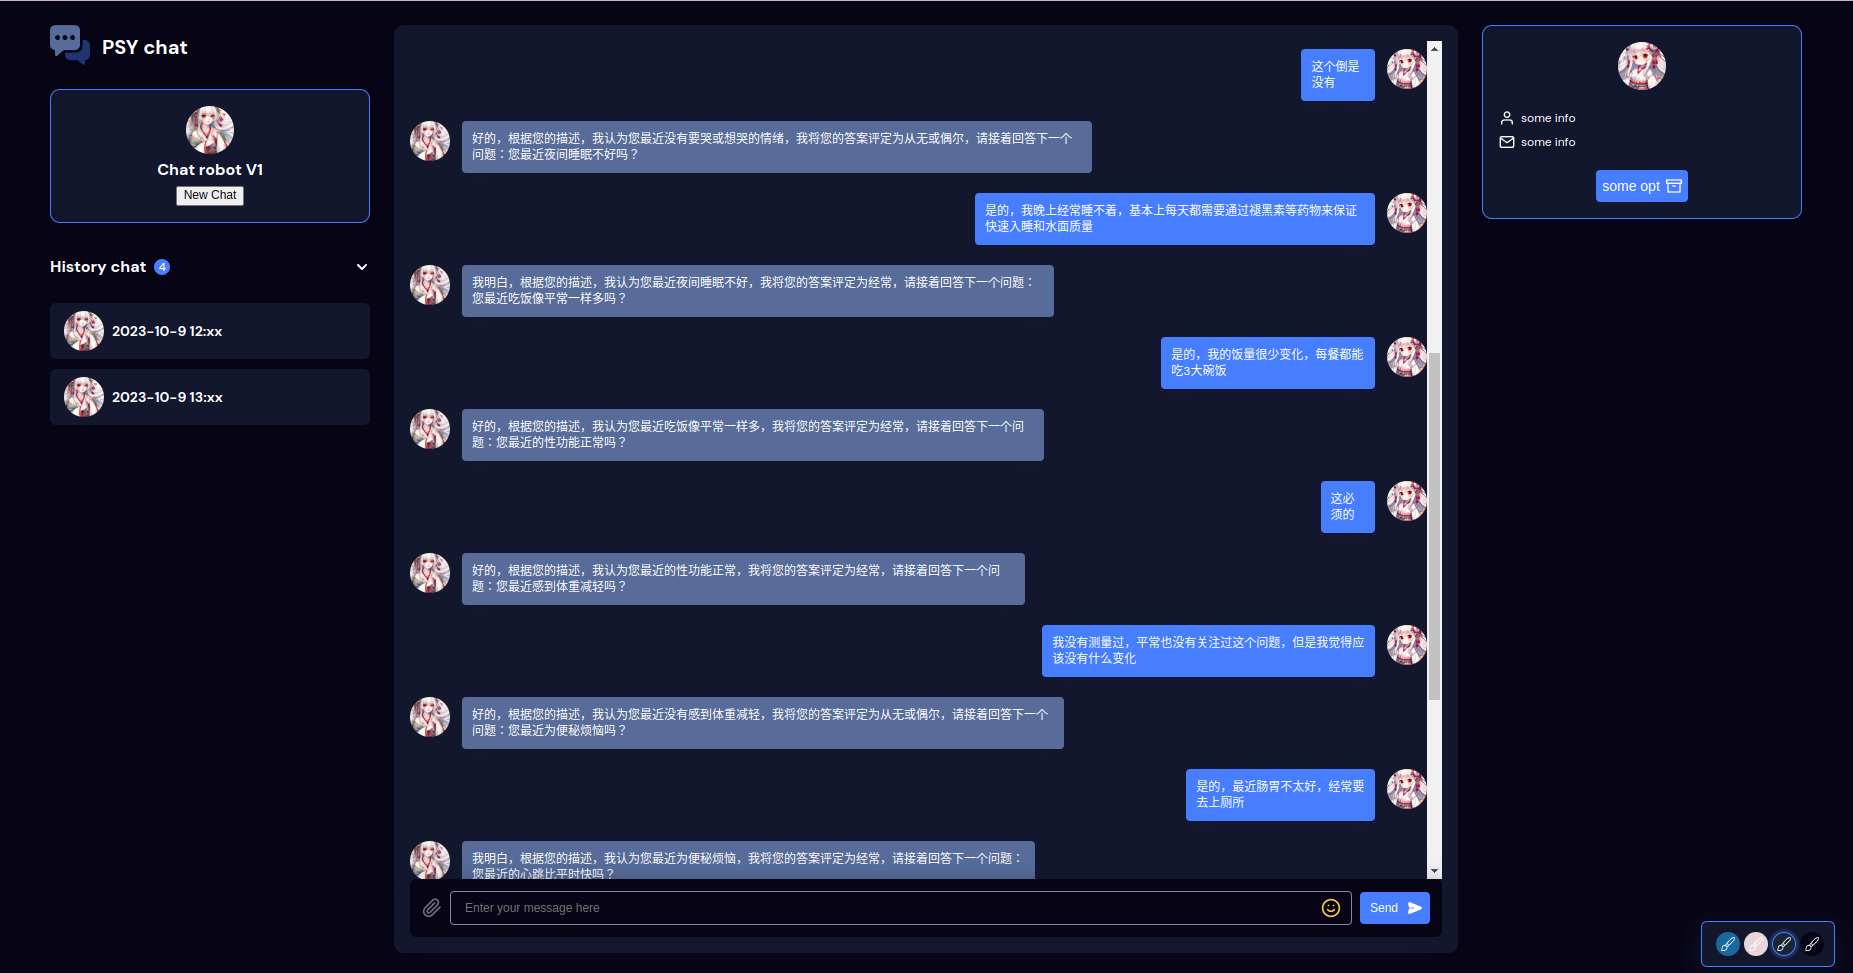 PSY chat
Chat robot V1
New Chat
History chat 4
2023-10-9 12:xx
2023-10-9 13:xx
这个倒是
没有
好的，根据您的描述，我认为您最近没有要哭或想哭的情绪，我将您的答案评定为从无或偶尔，请接着回答下一个
问题：您最近夜间睡眠不好吗？
是的，我晚上经常睡不着，基本上每天都需要通过褪黑素等药物来保证
快速入睡和水面质量
我明白，根据您的描述，我认为您最近夜间睡眠不好，我将您的答案评定为经常，请接着回答下一个问题：
您最近吃饭像平常一样多吗？
是的，我的饭量很少变化，每餐都能
吃3大碗饭
好的，根据您的描述，我认为您最近吃饭像平常一样多，我将您的答案评定为经常，请接着回答下一个问
题：您最近的性功能正常吗？
这必
须的
好的，根据您的描述，我认为您最近的性功能正常，我将您的答案评定为经常，请接着回答下一个问
题：您最近感到体重减轻吗？
我没有测量过，平常也没有关注过这个问题，但是我觉得应
该没有什么变化
好的，根据您的描述，我认为您最近没有感到体重减轻，我将您的答案评定为从无或偶尔，请接着回答下一个
问题：您最近为便秘烦恼吗？
是的，最近肠胃不太好，经常要
去上厕所
我明白，根据您的描述，我认为您最近为便秘烦恼，我将您的答案评定为经常，请接着回答下一个问题：
您最近的心跳比平时快吗？
Enter your message here
Send
some info
some info
some opt